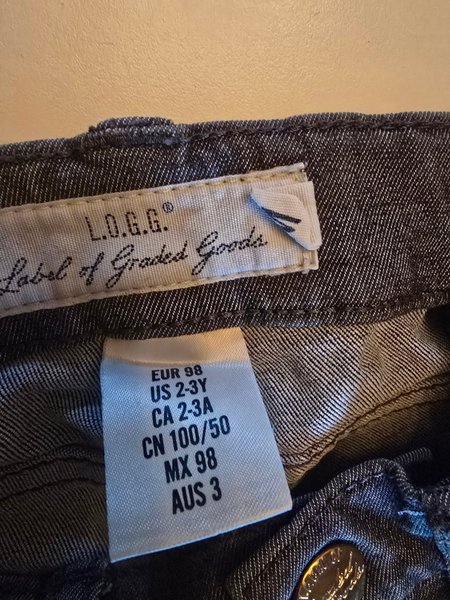 L.O.G.G.®
Label of Graded Goods
EUR 98
US 2-3Y
CA 2-3A
CN 100/50
MX 98
AUS 3